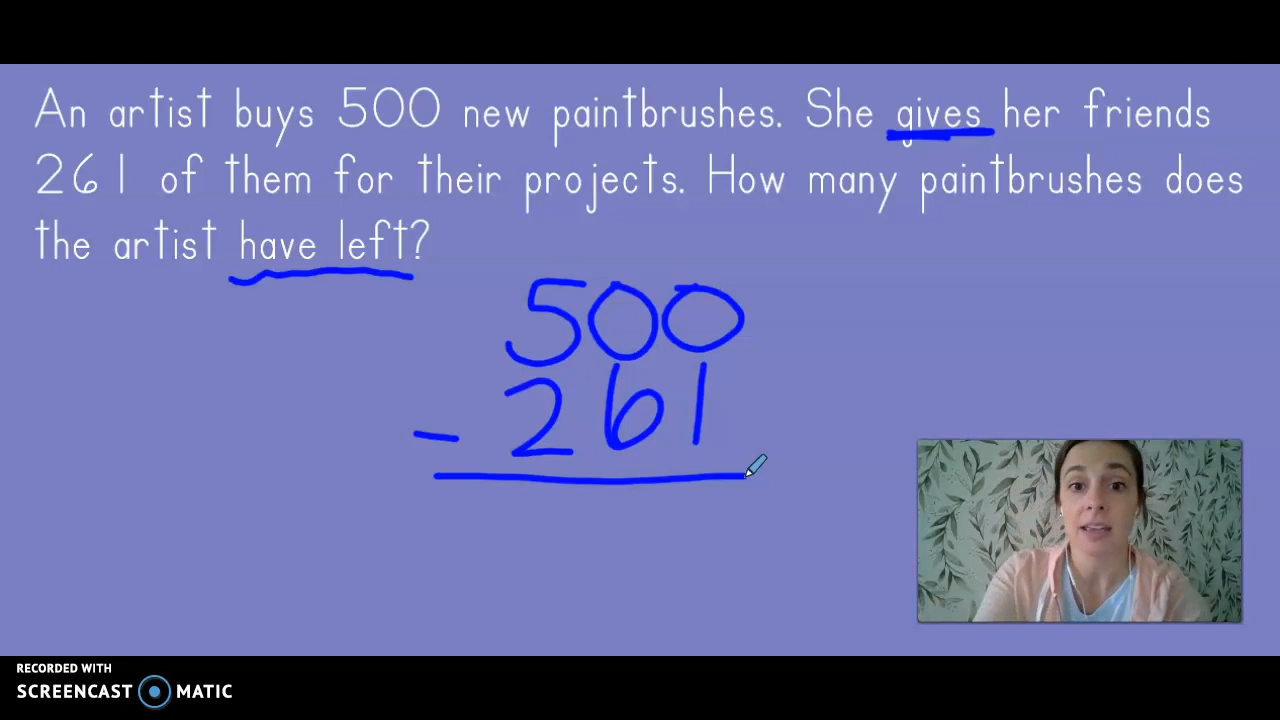 An artist buys 500 new paintbrushes. She gives her friends
261 of them for their projects. How many paintbrushes does
the artist have left?
500
- 261
RECORDED WITH
SCREENCAST MATIC